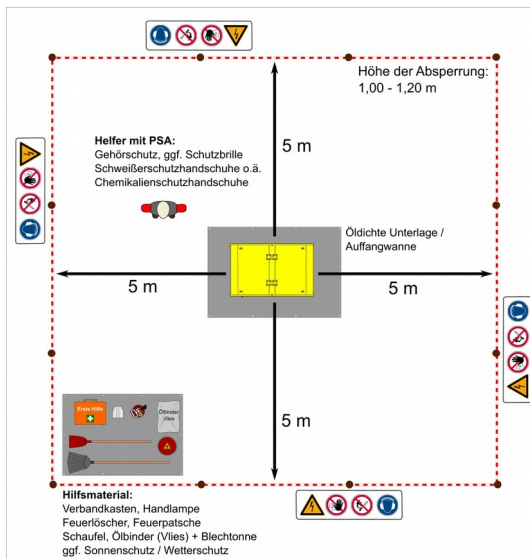 Höhe der Absperrung:
1,00 - 1,20 m
5 m
Helfer mit PSA:
Gehörschutz, ggf. Schutzbrille
Schweißerschutzhandschuhe o.ä.
Chemikalienschutzhandschuhe
Öldichte Unterlage /
Auffangwanne
5 m
5 m
5 m
Erste Hilfe
Ölbinder
Vlies
Hilfsmaterial:
Verbandkasten, Handlampe
Feuerlöscher, Feuerpatsche
Schaufel, Ölbinder (Vlies) + Blechtonne
ggf. Sonnenschutz / Wetterschutz